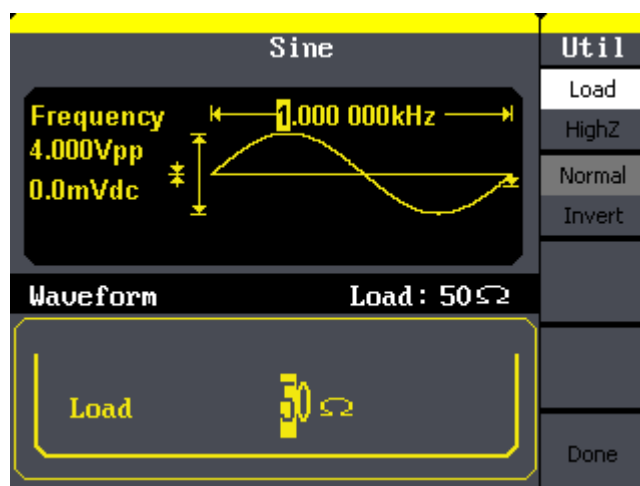 Sine
Util
Load
HighZ
Normal
Invert
Frequency
1.000 000kHz
4.000Vpp
0.0mVdc
Waveform
Load: 50Ω
Load
50 Ω
Done